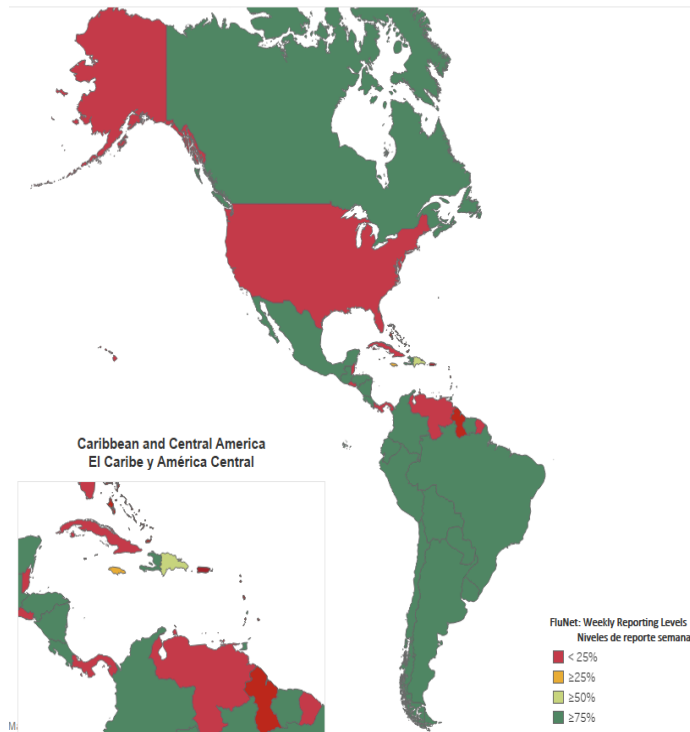 Caribbean and Central America
El Caribe y América Central
FluNet: Weekly Reporting Levels
Niveles de reporte semana
< 25%
≥25%
≥50%
≥75%